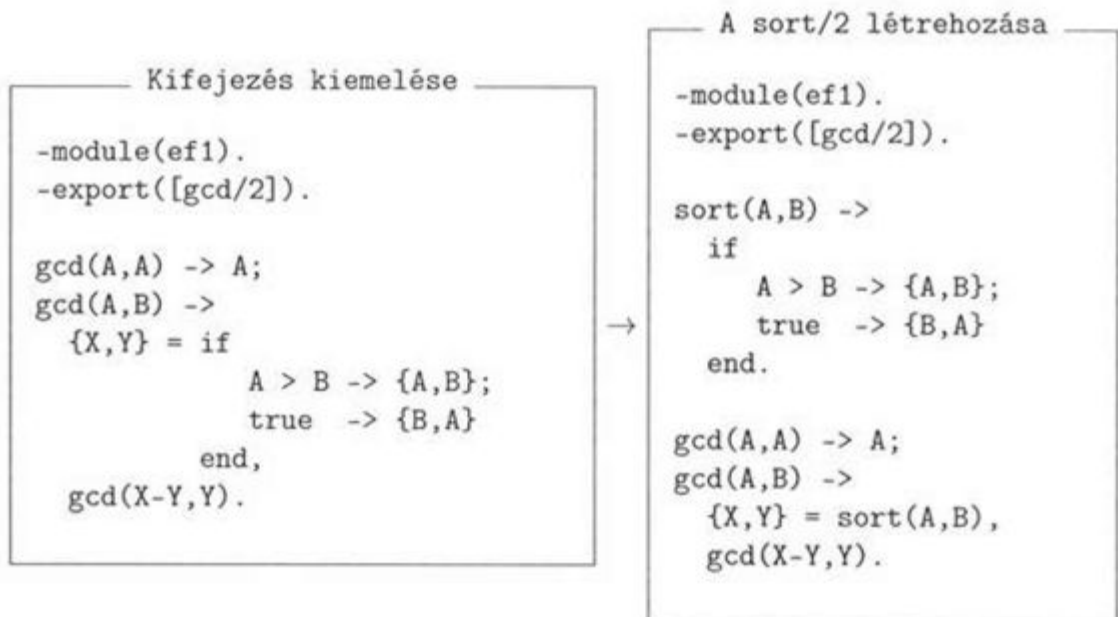 Kifejezés kiemelése
-module(ef1).
-export([gcd/2]).
gcd(A,A) -> A;
gcd(A,B) ->
{X,Y} = if
A > B -> {A,B};
true -> {B,A}
end,
gcd(X-Y,Y).
→
A sort/2 létrehozása
-module(ef1).
-export([gcd/2]).
sort(A,B) ->
if
A > B -> {A,B};
true -> {B,A}
end.
gcd(A,A) -> A;
gcd(A,B) ->
{X,Y} = sort(A,B),
gcd(X-Y,Y).